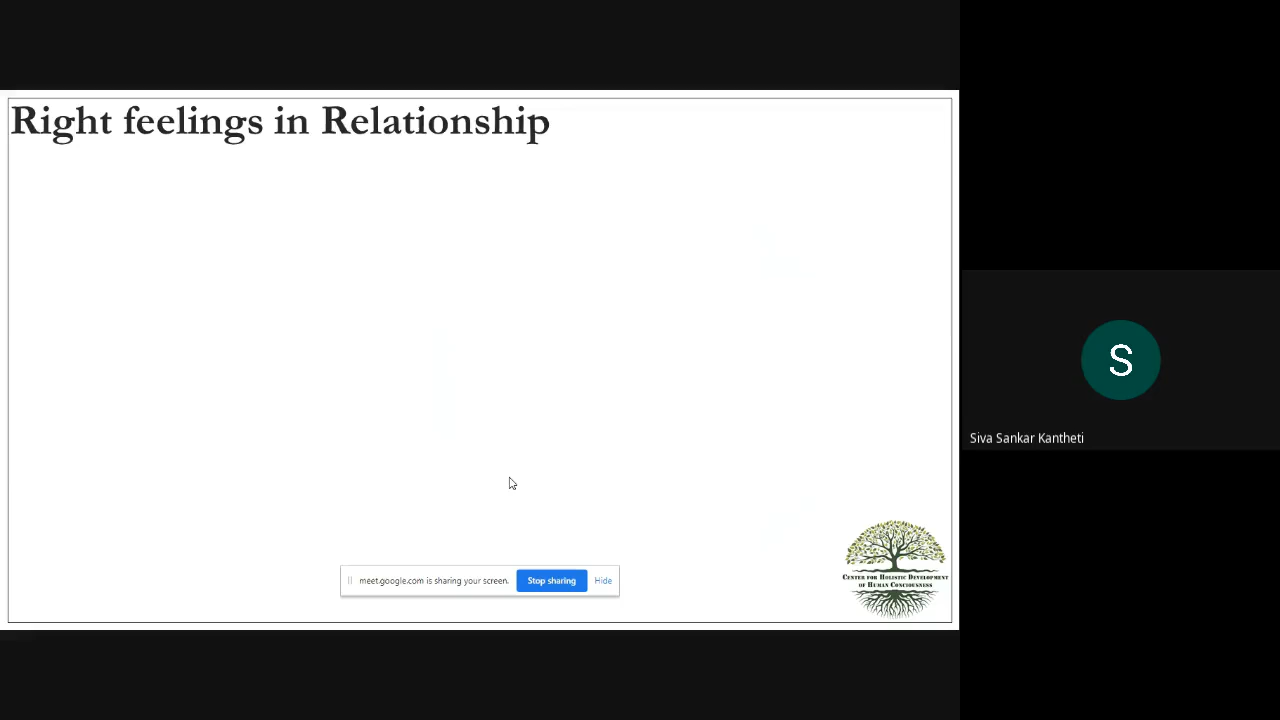 Right feelings in Relationship
S
Siva Sankar Kantheti
CENTER FOR HOLISTIC DEVELOPMENT
OF HUMAN CONCIOUSNESS
meet.google.com is sharing your screen. Stop sharing Hide